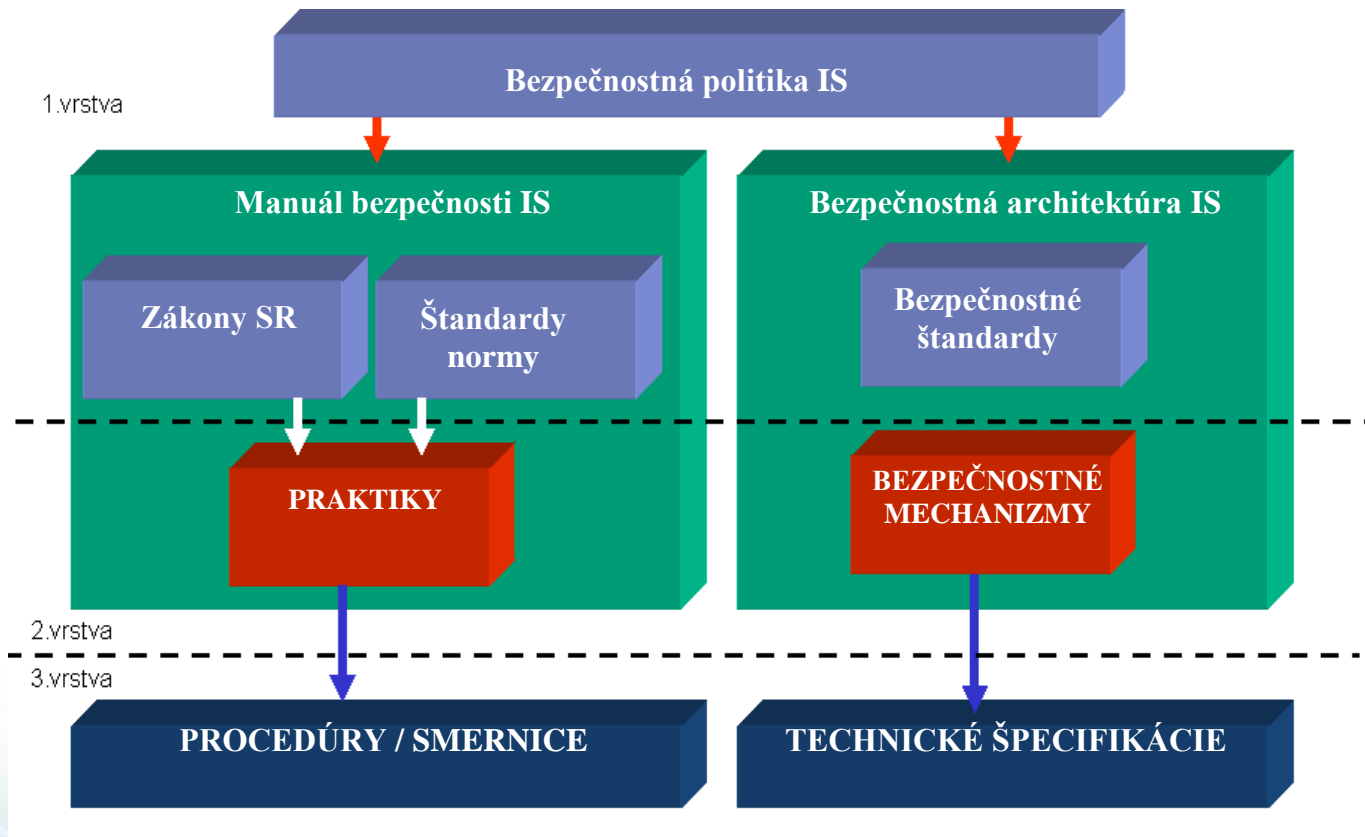 Bezpečnostná politika IS
1.vrstva
Manuál bezpečnosti IS
Bezpečnostná architektúra IS
Zákony SR
Štandardy
normy
Bezpečnostné
štandardy
PRAKTIKY
BEZPEČNOSTNÉ
MECHANIZMY
2.vrstva
3.vrstva
PROCEDÚRY / SMERNICE
TECHNICKÉ ŠPECIFIKÁCIE